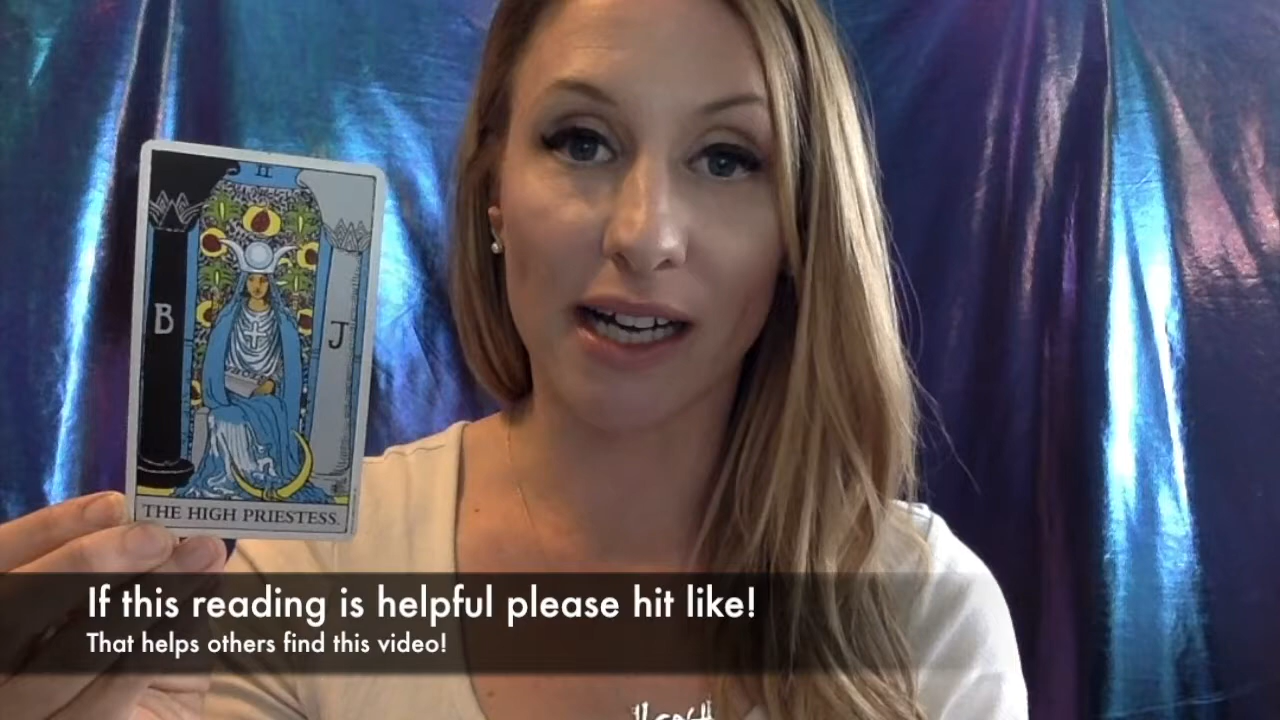 II
B
J
THE HIGH PRIESTESS.
If this reading is helpful please hit like!
That helps others find this video!